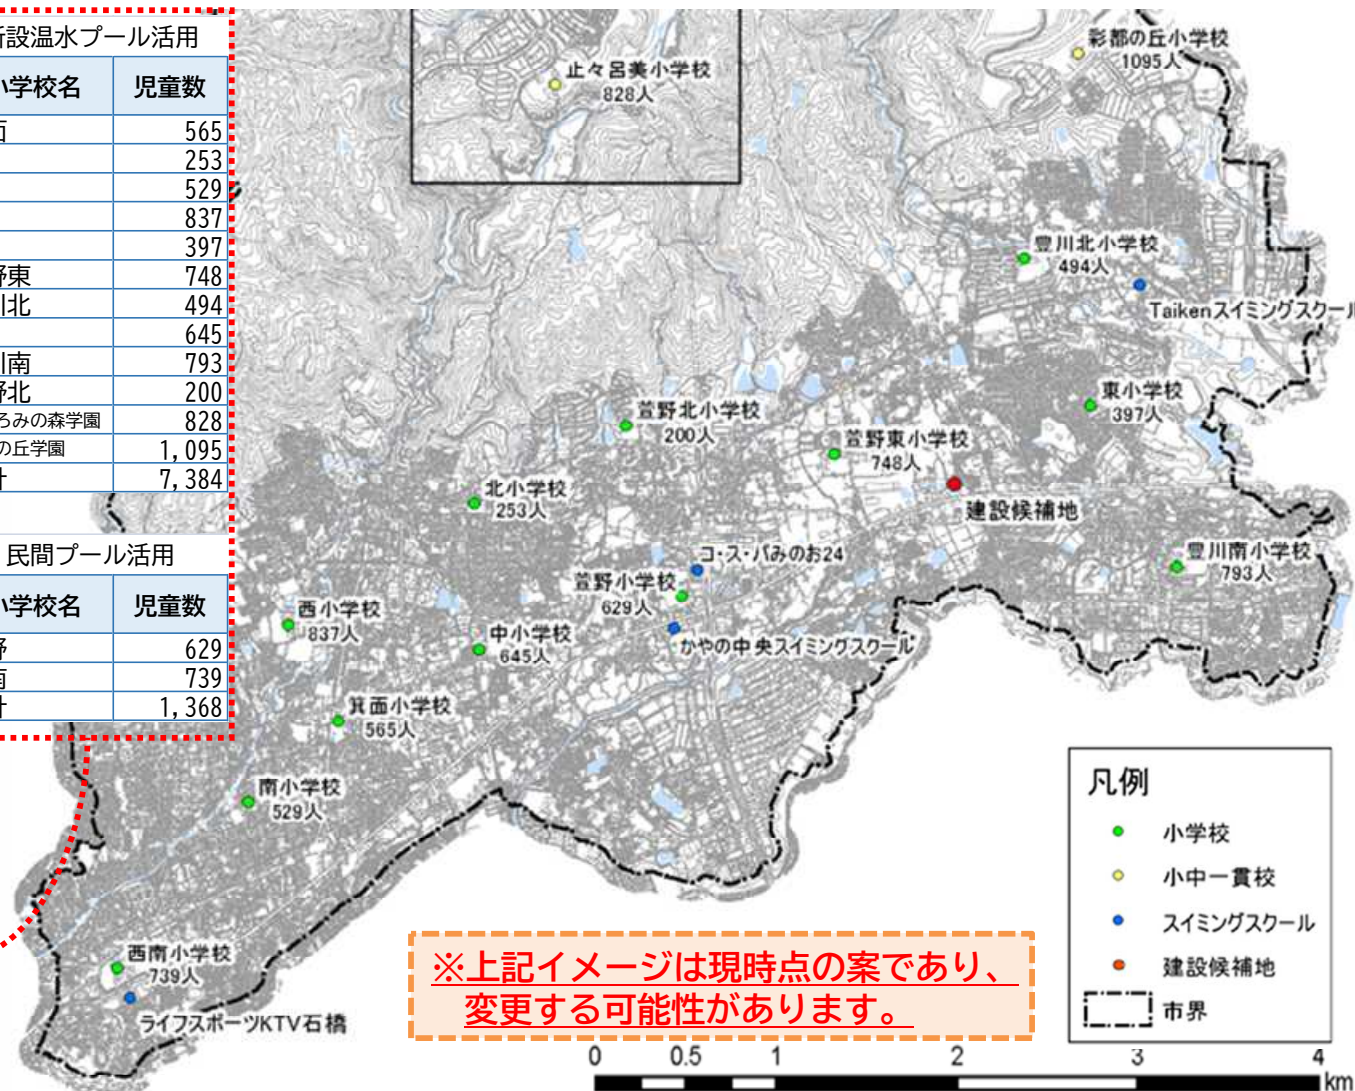 新設温水プール活用
小学校名 児童数
面 565
253
529
837
397
野東 748
川北 494
645
川南 793
野北 200
ろみの森学園 828
の丘学園 1,095
計 7,384
民間プール活用
小学校名 児童数
野 629
南 739
計 1,368
止々呂美小学校
828人
彩都の丘小学校
1095人
豊川北小学校
494人
Taikenスイミングスクール
東小学校
397人
萱野北小学校
200人
萱野東小学校
748人
建設候補地
北小学校
253人
豊川南小学校
793人
コ・ス・パみのお24
萱野小学校
629人
かやの中央スイミングスクール
西小学校
837人
中小学校
645人
箕面小学校
565人
南小学校
529人
西南小学校
739人
ライフスポーツKTV石橋
※上記イメージは現時点の案であり、
変更する可能性があります。
凡例
小学校
小中一貫校
スイミングスクール
建設候補地
市界
0 0.5 1 2 3 4
km